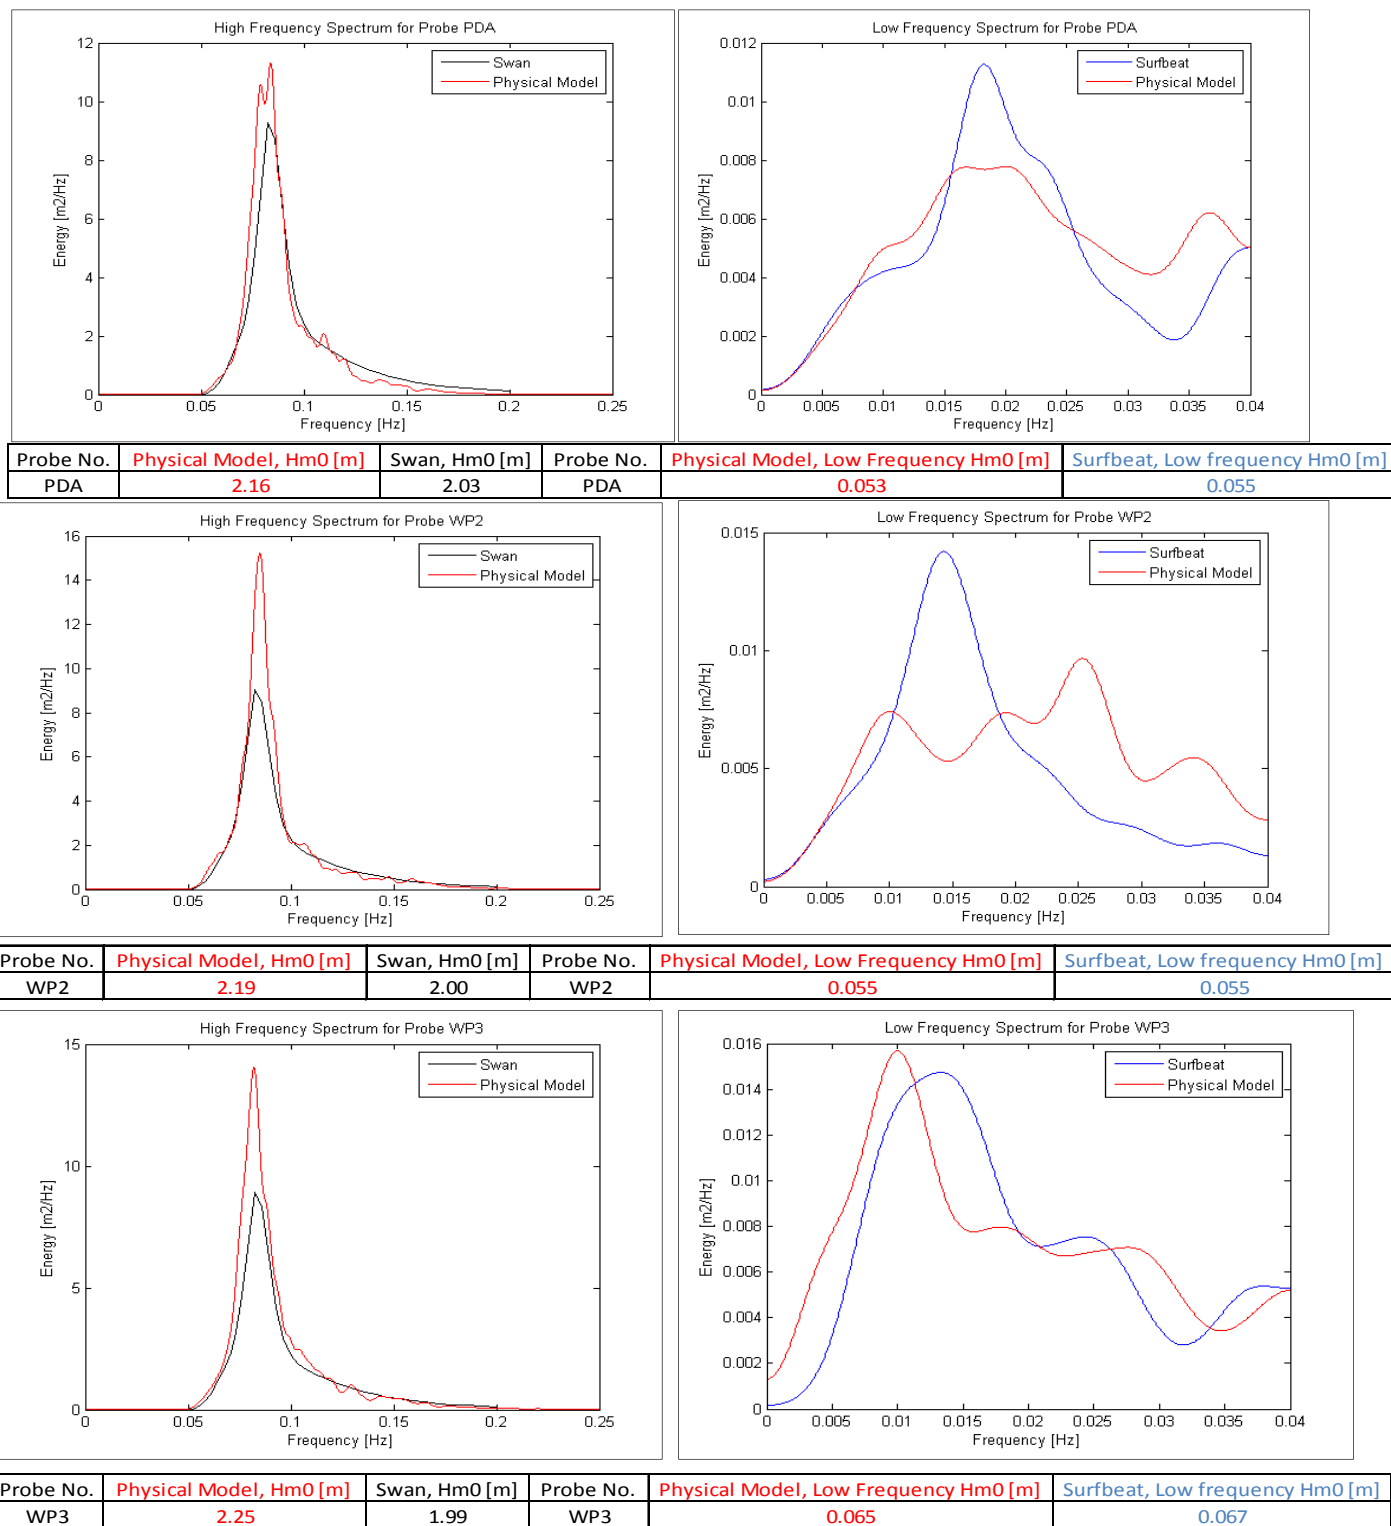 High Frequency Spectrum for Probe PDA
12
10
8
6
4
2
0
Energy [m2/Hz]
Swan
Physical Model
0 0.05 0.1 0.15 0.2 0.25
Frequency [Hz]
Low Frequency Spectrum for Probe PDA
0.012
0.01
0.008
0.006
0.004
0.002
0
Energy [m2/Hz]
Surfbeat
Physical Model
0 0.005 0.01 0.015 0.02 0.025 0.03 0.035 0.04
Frequency [Hz]
Probe No. Physical Model, Hm0 [m] Swan, Hm0 [m] Probe No. Physical Model, Low Frequency Hm0 [m] Surfbeat, Low frequency Hm0 [m]
PDA 2.16 2.03 PDA 0.053 0.055
High Frequency Spectrum for Probe WP2
16
14
12
10
8
6
4
2
0
Energy [m2/Hz]
Swan
Physical Model
0 0.05 0.1 0.15 0.2 0.25
Frequency [Hz]
Low Frequency Spectrum for Probe WP2
0.015
0.01
0.005
0
Energy [m2/Hz]
Surfbeat
Physical Model
0 0.005 0.01 0.015 0.02 0.025 0.03 0.035 0.04
Frequency [Hz]
Probe No. Physical Model, Hm0 [m] Swan, Hm0 [m] Probe No. Physical Model, Low Frequency Hm0 [m] Surfbeat, Low frequency Hm0 [m]
WP2 2.19 2.00 WP2 0.055 0.055
High Frequency Spectrum for Probe WP3
15
10
5
0
Energy [m2/Hz]
Swan
Physical Model
0 0.05 0.1 0.15 0.2 0.25
Frequency [Hz]
Low Frequency Spectrum for Probe WP3
0.016
0.014
0.012
0.01
0.008
0.006
0.004
0.002
0
Energy [m2/Hz]
Surfbeat
Physical Model
0 0.005 0.01 0.015 0.02 0.025 0.03 0.035 0.04
Frequency [Hz]
Probe No. Physical Model, Hm0 [m] Swan, Hm0 [m] Probe No. Physical Model, Low Frequency Hm0 [m] Surfbeat, Low frequency Hm0 [m]
WP3 2.25 1.99 WP3 0.065 0.067